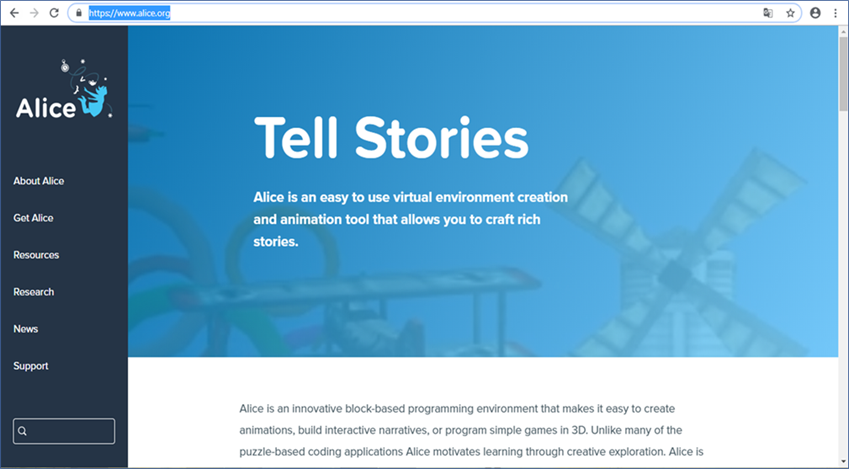 https://www.alice.org
Alice
About Alice
Get Alice
Resources
Research
News
Support
Tell Stories
Alice is an easy to use virtual environment creation
and animation tool that allows you to craft rich
stories.
Alice is an innovative block-based programming environment that makes it easy to create
animations, build interactive narratives, or program simple games in 3D. Unlike many of the
puzzle-based coding applications Alice motivates learning through creative exploration. Alice is